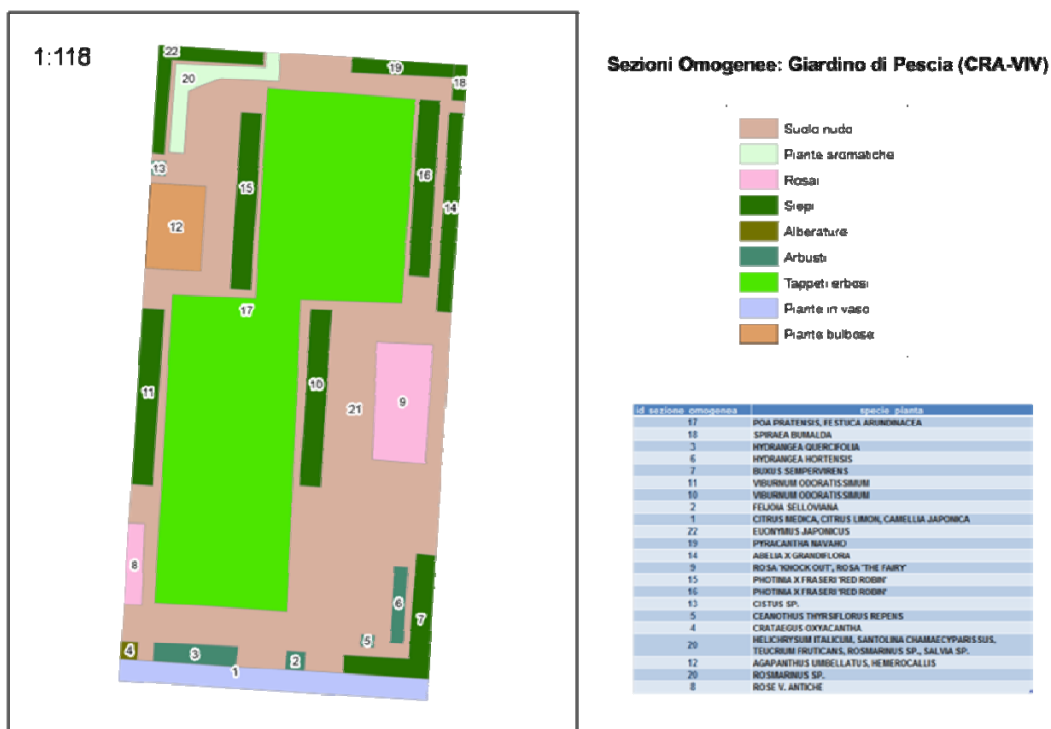 1:118
22
20
19
18
13
15
16
14
12
17
11
10
21
9
8
6
7
5
4
3
2
1
Sezioni Omogenee: Giardino di Pescia (CRA-VIV)
Suolo nudo
Piante aromatiche
Rosai
Siepi
Alberature
Arbusti
Tappeti erbosi
Piante in vaso
Piante bulbose
id sezione omogenea specie pianta
17 POA PRATENSIS, FESTUCA ARUNDINACEA
18 SPIRAEA BUMALDA
3 HYDRANGEA QUERCIFOLIA
6 HYDRANGEA HORTENSIS
7 BUXUS SEMPERVIRENS
11 VIBURNUM ODORATISSIMUM
10 VIBURNUM ODORATISSIMUM
2 FEIJOIA SELLOVIANA
1 CITRUS MEDICA, CITRUS LIMON, CAMELLIA JAPONICA
22 EUONYMUS JAPONICUS
19 PYRACANTHA NAVAHO
14 ABELIA X GRANDIFLORA
9 ROSA 'KNOCK OUT', ROSA 'THE FAIRY'
15 PHOTINIA X FRASERI 'RED ROBIN'
16 PHOTINIA X FRASERI 'RED ROBIN'
13 CISTUS SP.
5 CEANOTHUS THYRSIFLORUS REPENS
4 CRATAEGUS OXYACANTHA
20 HELICHRYSUM ITALICUM, SANTOLINA CHAMAECYPARISSUS,
TEUCRIUM FRUTICANS, ROSMARINUS SP., SALVIA SP.
12 AGAPANTHUS UMBELLATUS, HEMEROCALLIS
20 ROSMARINUS SP.
8 ROSE V. ANTICHE